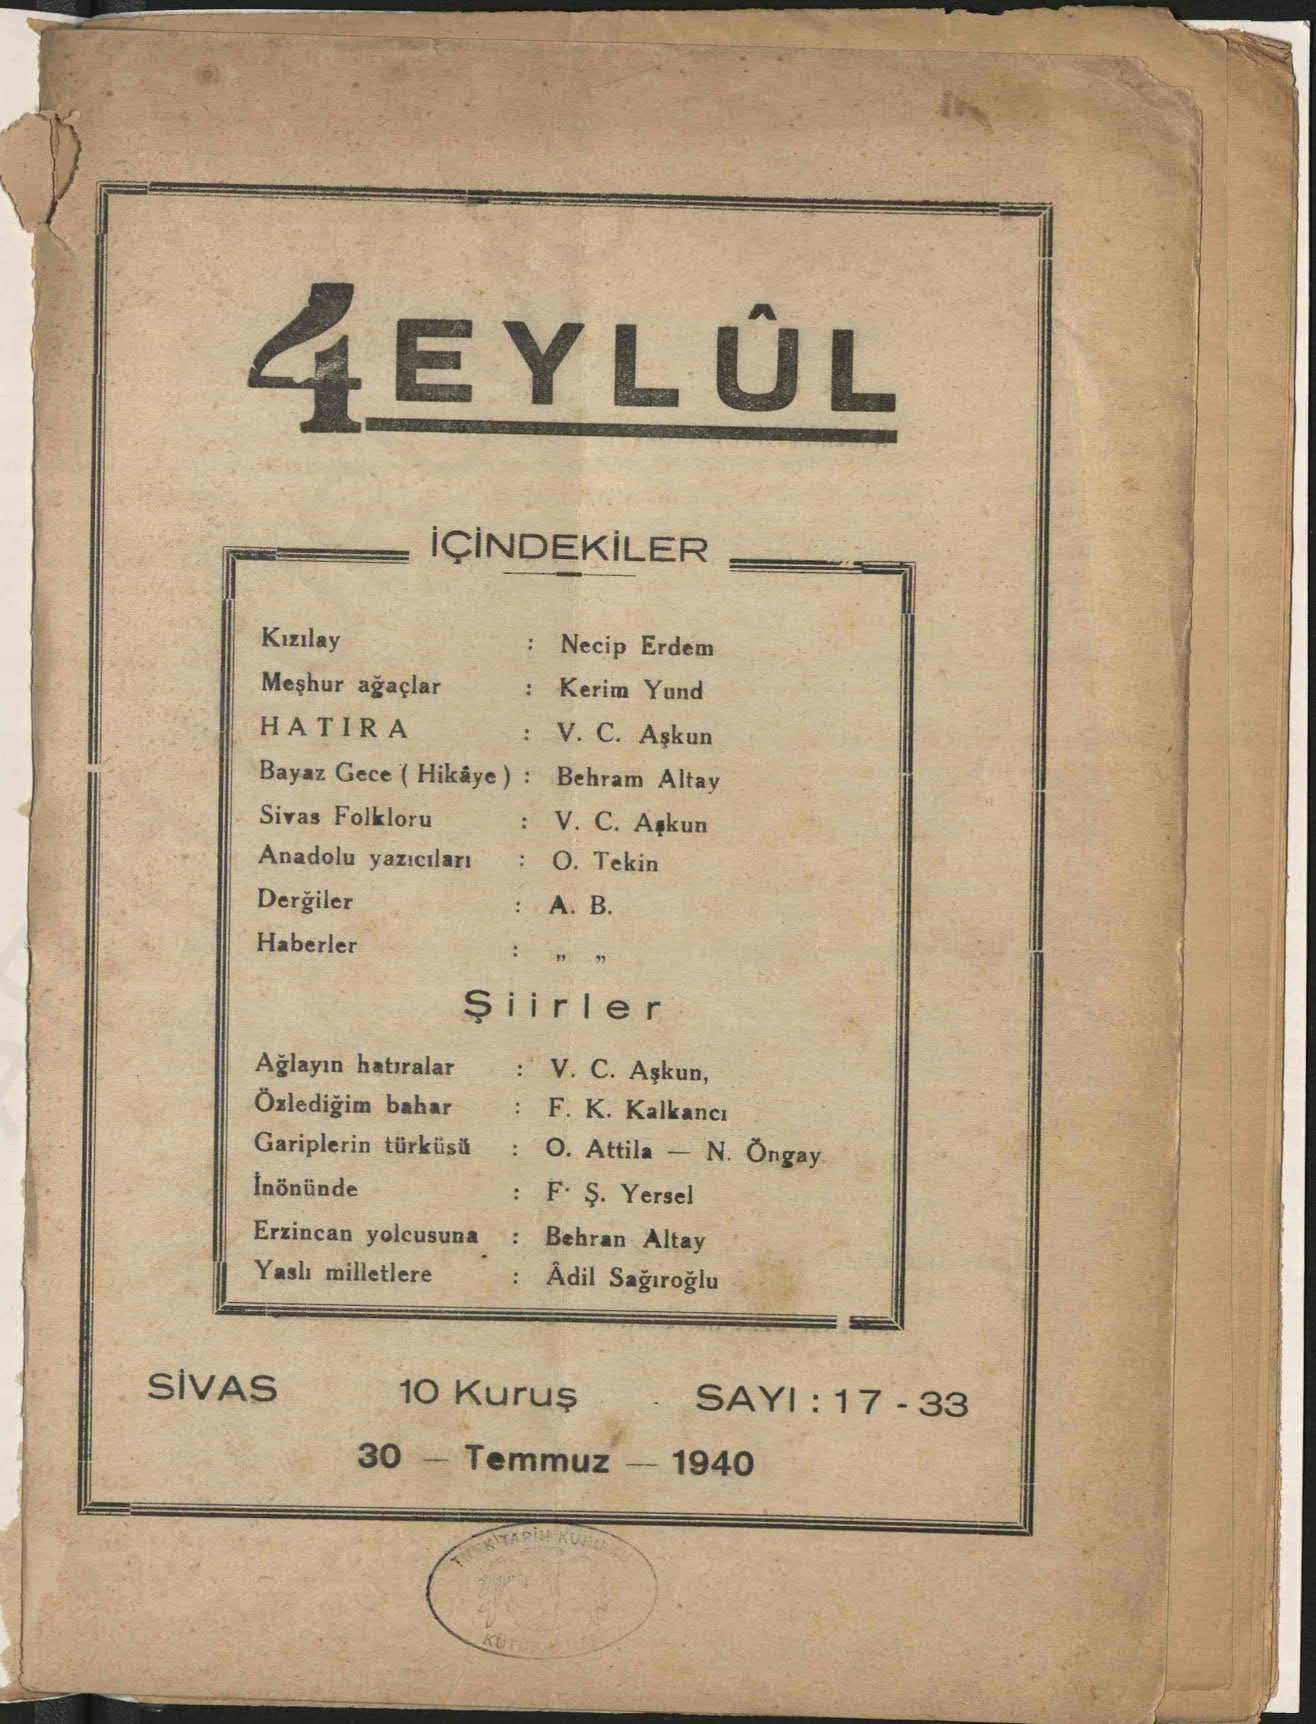 4 EYLÛL
İÇİNDEKİLER
Kızılay : Necip Erdem
Meşhur ağaçlar : Kerim Yund
HATIRA : V. C. Aşkun
Bayaz Gece ( Hikâye ) : Behram Altay
Sivas Folkloru : V. C. Aşkun
Anadolu yazıcıları : O. Tekin
Derğiler : A. B.
Haberler : „ „
Şiirler
Ağlayın hatıralar : V. C. Aşkun,
Özlediğim bahar : F. K. Kalkancı
Gariplerin türküsü : O. Attila — N. Öngay
İnönünde : F. Ş. Yersel
Erzincan yolcusuna : Behran Altay
Yaslı milletlere : Âdil Sağıroğlu
SİVAS 10 Kuruş SAYI : 17 - 33
30 — Temmuz — 1940
TÜRK TARİH KURUMU